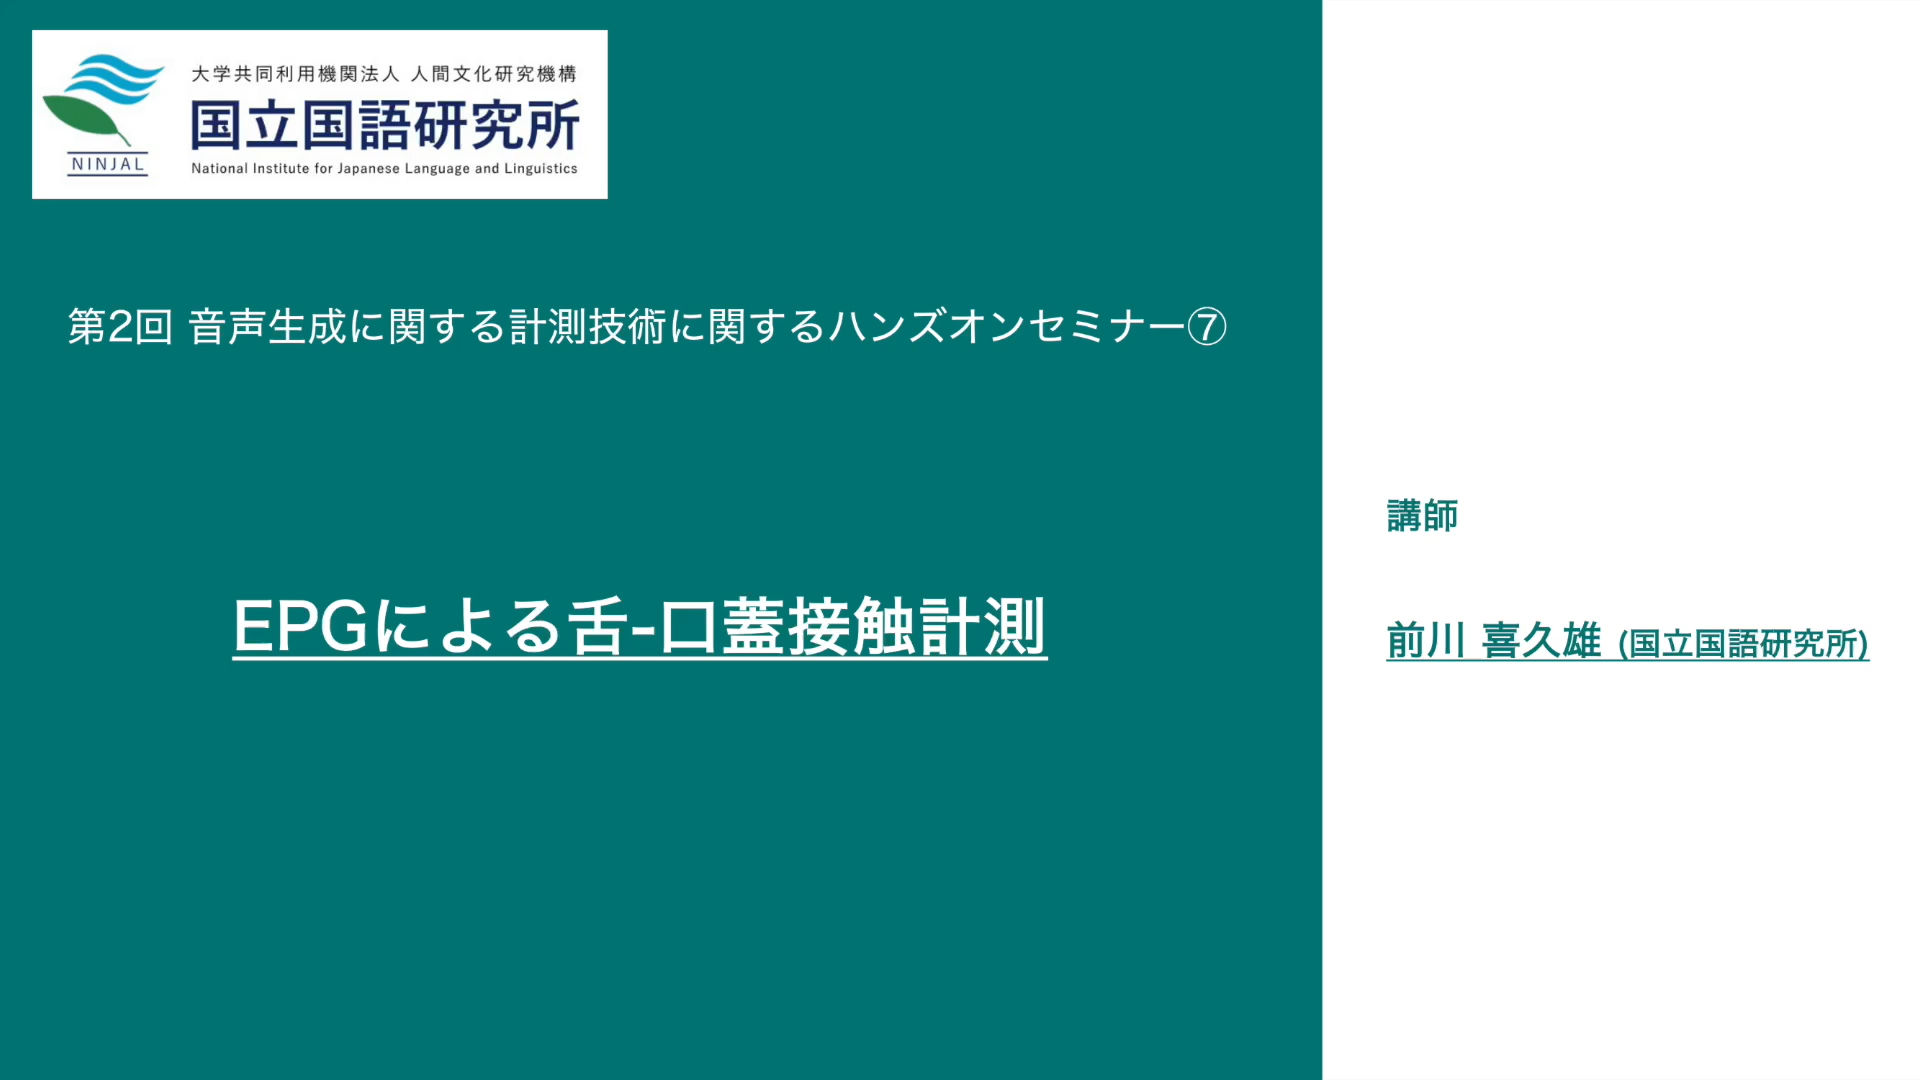 大学共同利用機関法人 人間文化研究機構
国立国語研究所
NINJAL
National Institute for Japanese Language and Linguistics
第2回 音声生成に関する計測技術に関するハンズオンセミナー⑦
EPGによる舌-口蓋接触計測
講師
前川 喜久雄 (国立国語研究所)